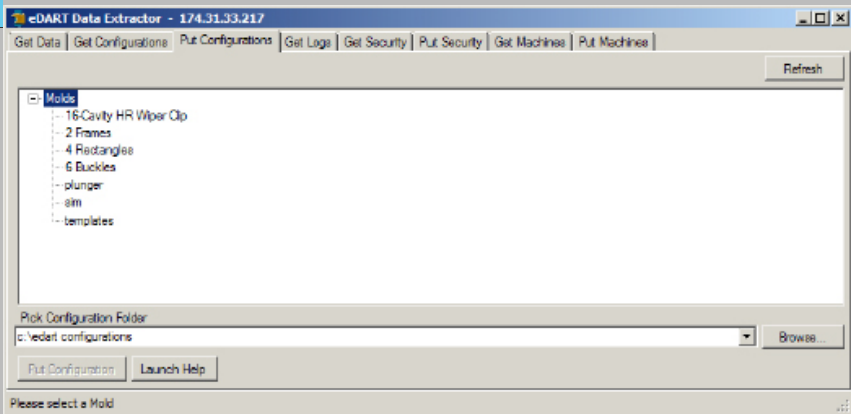 eDART Data Extractor - 174.31.33.217
Get Data Get Configurations Put Configurations Get Logs Get Security Put Security Get Machines Put Machines
Refresh
Molds
16-Cavity HR Wiper Clip
2 Frames
4 Rectangles
6 Buckles
plunger
sim
templates
Pick Configuration Folder
c:\edart configurations
Browse...
Put Configuration Launch Help
Please select a Mold